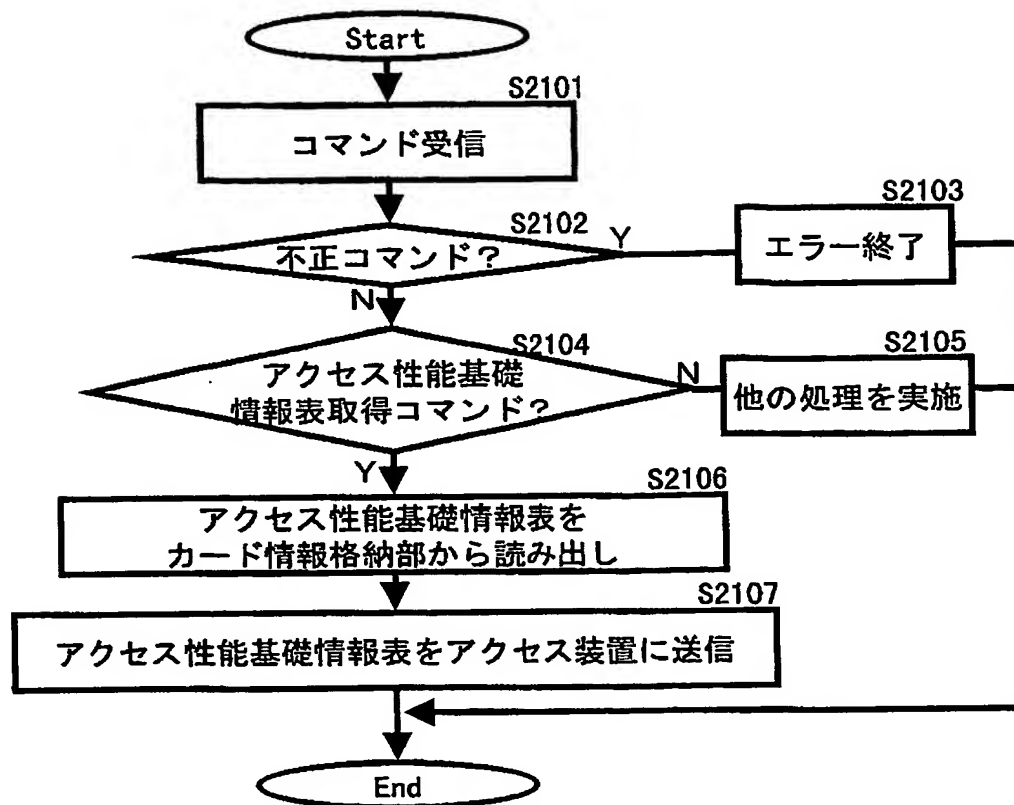 Start
S2101
コマンド受信
S2102
不正コマンド？
Y
N
S2103
エラー終了
S2104
アクセス性能基礎
情報表取得コマンド？
N
Y
S2105
他の処理を実施
S2106
アクセス性能基礎情報表を
カード情報格納部から読み出し
S2107
アクセス性能基礎情報表をアクセス装置に送信
End